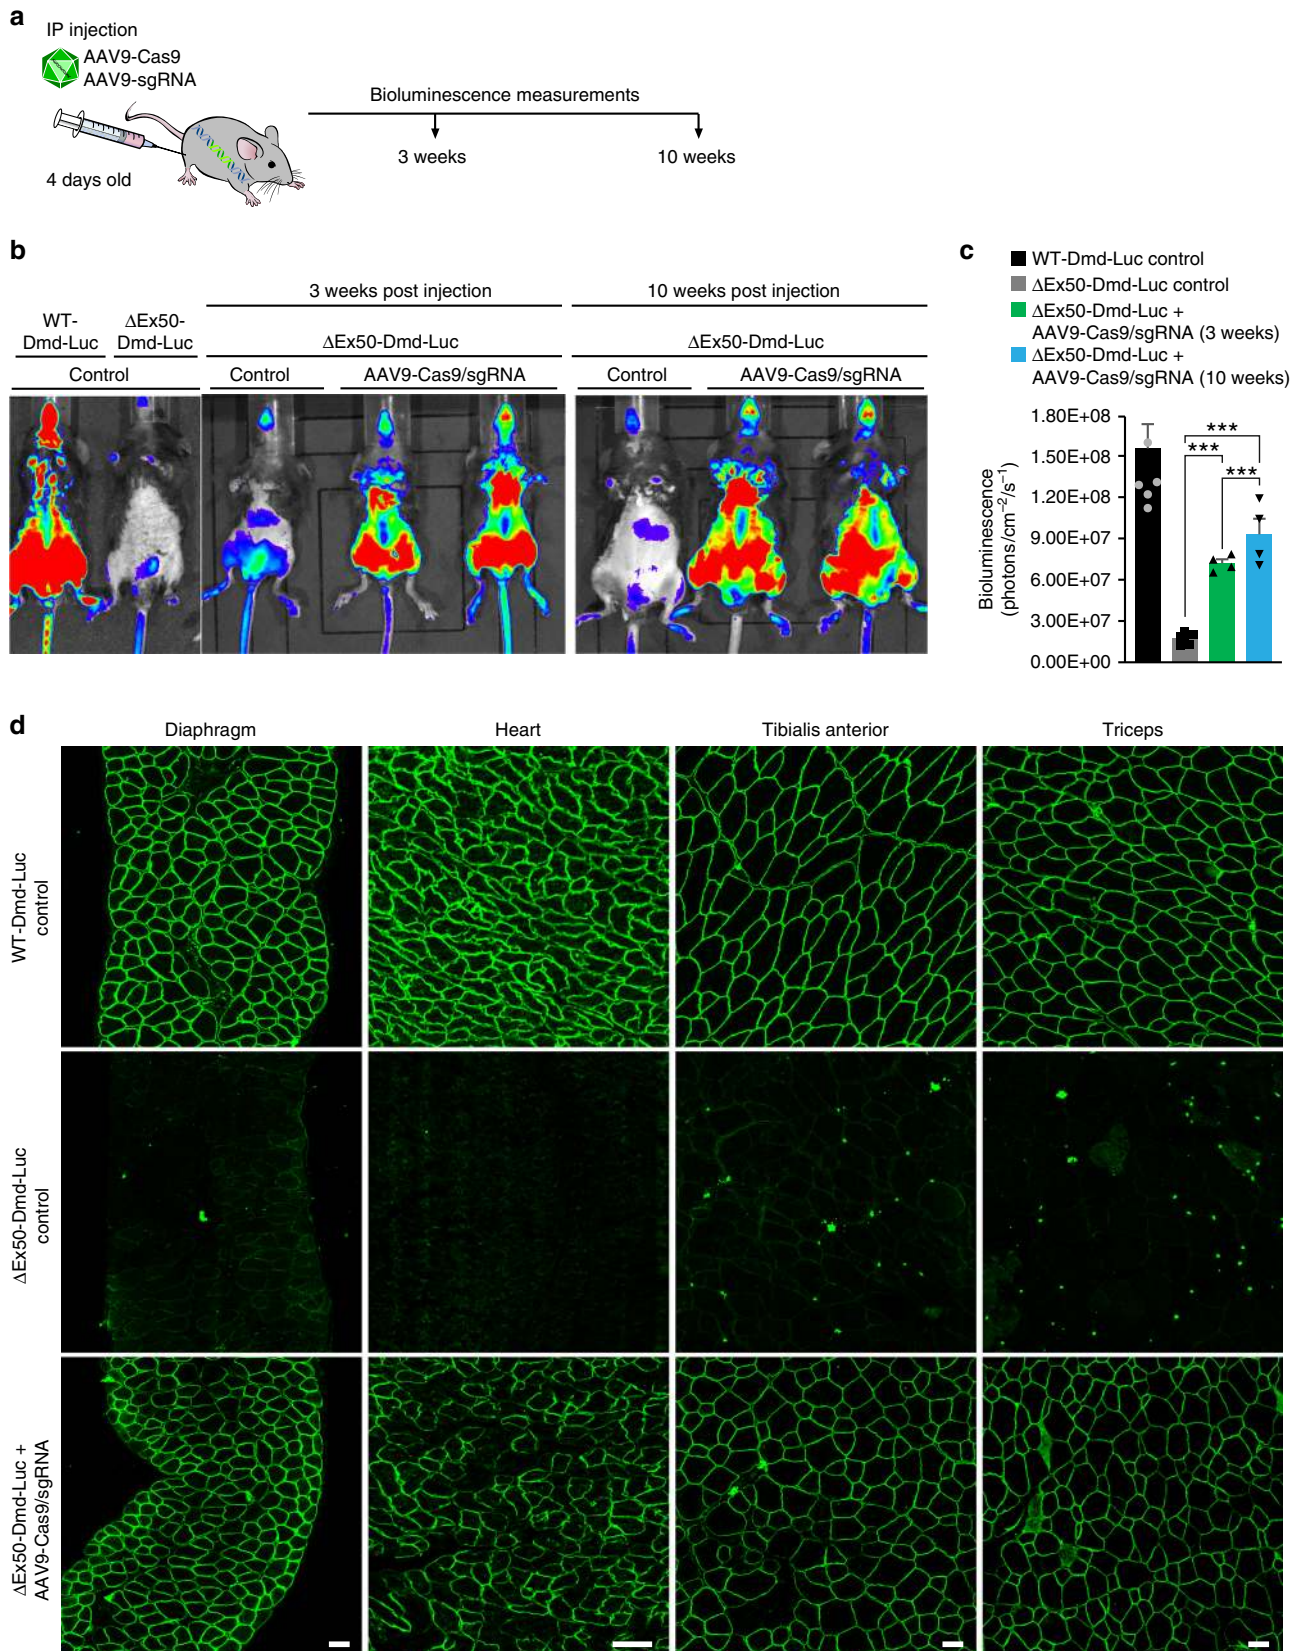 a
IP injection
AAV9-Cas9
AAV9-sgRNA
4 days old
Bioluminescence measurements
3 weeks
10 weeks
b
3 weeks post injection
10 weeks post injection
WT-
Dmd-Luc
ΔEx50-
Dmd-Luc
ΔEx50-Dmd-Luc
ΔEx50-Dmd-Luc
Control
Control
AAV9-Cas9/sgRNA
Control
AAV9-Cas9/sgRNA
c
WT-Dmd-Luc control
ΔEx50-Dmd-Luc control
ΔEx50-Dmd-Luc +
AAV9-Cas9/sgRNA (3 weeks)
ΔEx50-Dmd-Luc +
AAV9-Cas9/sgRNA (10 weeks)
Bioluminescence
(photons/cm⁻²/s⁻¹)
1.80E+08
1.50E+08
1.20E+08
9.00E+07
6.00E+07
3.00E+07
0.00E+00
***
***
***
d
Diaphragm
Heart
Tibialis anterior
Triceps
WT-Dmd-Luc
control
ΔEx50-Dmd-Luc
control
ΔEx50-Dmd-Luc +
AAV9-Cas9/sgRNA